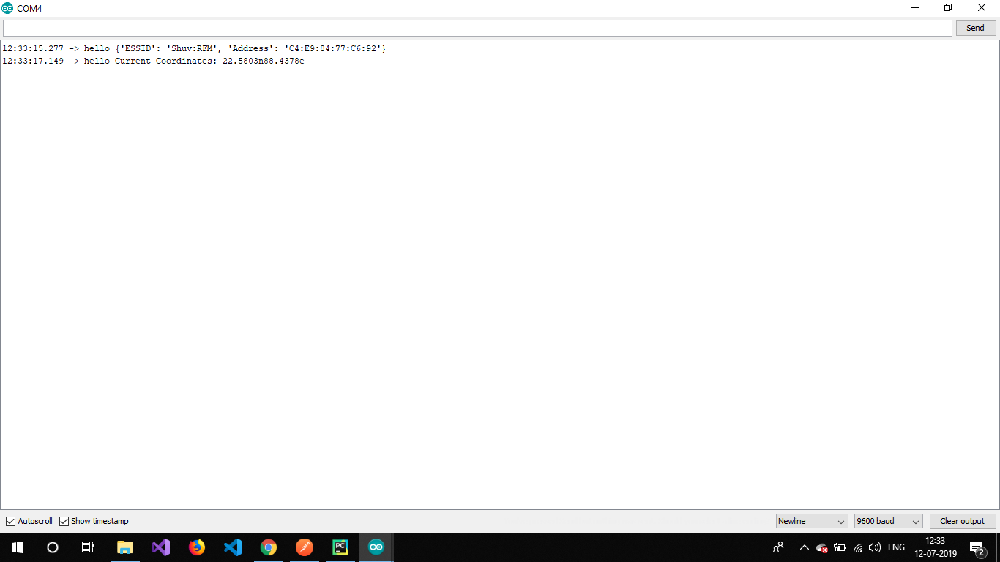 COM4
Send
12:33:15.277 -> hello {'ESSID': 'Shuv:RFM', 'Address': 'C4:E9:84:77:C6:92'}
12:33:17.149 -> hello Current Coordinates: 22.5803n88.4378e
Autoscroll Show timestamp Newline 9600 baud Clear output
PC ENG 12:33
12-07-2019 2